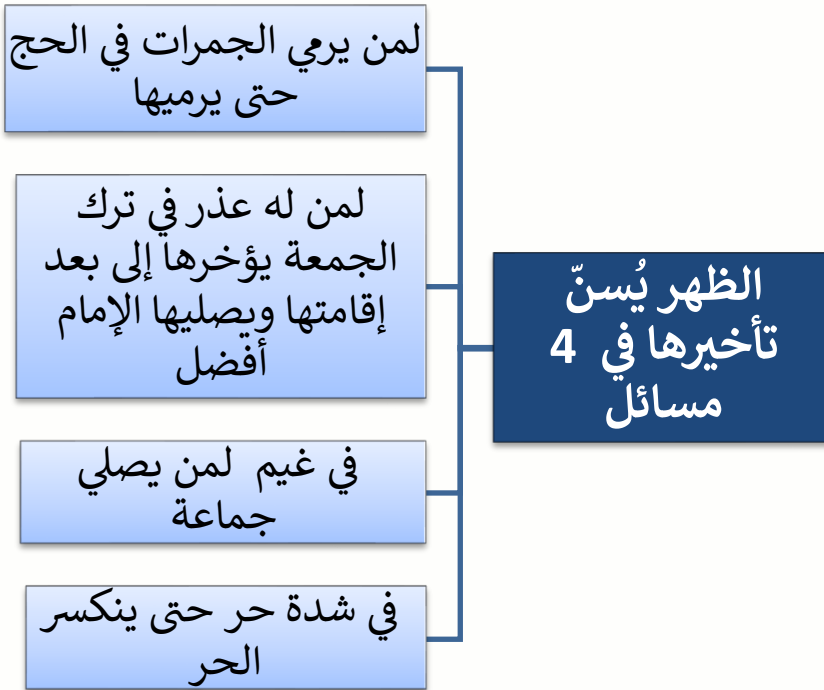 الظهر يُسنّ
تأخيرها في 4
مسائل
لمن يرمي الجمرات في الحج
حتى يرميها
لمن له عذر في ترك
الجمعة يؤخرها إلى بعد
إقامتها ويصليها الإمام
أفضل
في غيم لمن يصلي
جماعة
في شدة حر حتى ينكسر
الحر